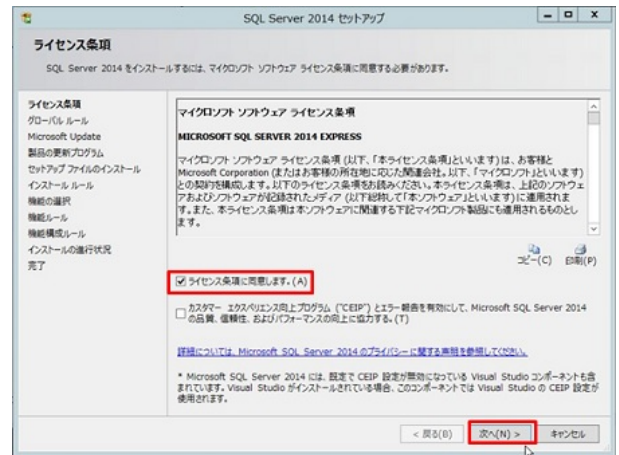 SQL Server 2014 セットアップ
ライセンス条項
SQL Server 2014 をインストールするには、マイクロソフト ソフトウェア ライセンス条項に同意する必要があります。
ライセンス条項
グローバル ルール
Microsoft Update
製品の更新プログラム
セットアップ ファイルのインストール
インストール ルール
機能の選択
機能ルール
機能構成ルール
インストールの進行状況
完了
マイクロソフト ソフトウェア ライセンス条項
MICROSOFT SQL SERVER 2014 EXPRESS
マイクロソフト ソフトウェア ライセンス条項 (以下、「本ライセンス条項」といいます) は、お客様と
Microsoft Corporation (またはお客様の所在地に応じた関連会社。以下、「マイクロソフト」といいます)
との契約を構成します。以下のライセンス条項をお読みください。本ライセンス条項は、上記のソフトウェ
アおよびソフトウェアが記録されたメディア (以下総称して「本ソフトウェア」といいます) に適用されま
す。また、本ライセンス条項は本ソフトウェアに関連する下記マイクロソフト製品にも適用されるものとし
ます。
コピー(C) 印刷(P)
ライセンス条項に同意します。(A)
カスタマー エクスペリエンス向上プログラム ("CEIP") とエラー報告を有効にして、Microsoft SQL Server 2014
の品質、信頼性、およびパフォーマンスの向上に協力する。(T)
詳細については、Microsoft SQL Server 2014 のプライバシーに関する声明を参照してください。
* Microsoft SQL Server 2014 には、既定で CEIP 設定が無効になっている Visual Studio コンポーネントも含
まれています。Visual Studio がインストールされている場合、このコンポーネントでは Visual Studio の CEIP 設定が
使用されます。
< 戻る(B) 次へ(N) > キャンセル